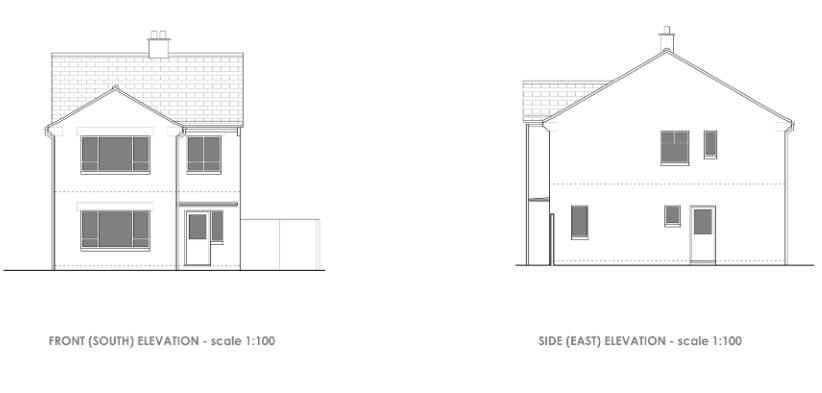 FRONT (SOUTH) ELEVATION - scale 1:100
SIDE (EAST) ELEVATION - scale 1:100